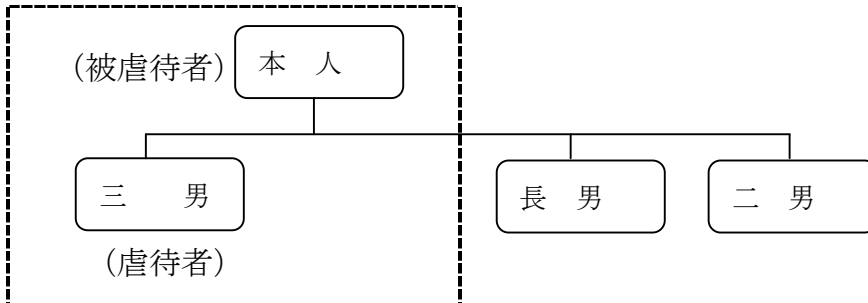 (被虐待者)
本 人
三 男
長 男
二 男
(虐待者)